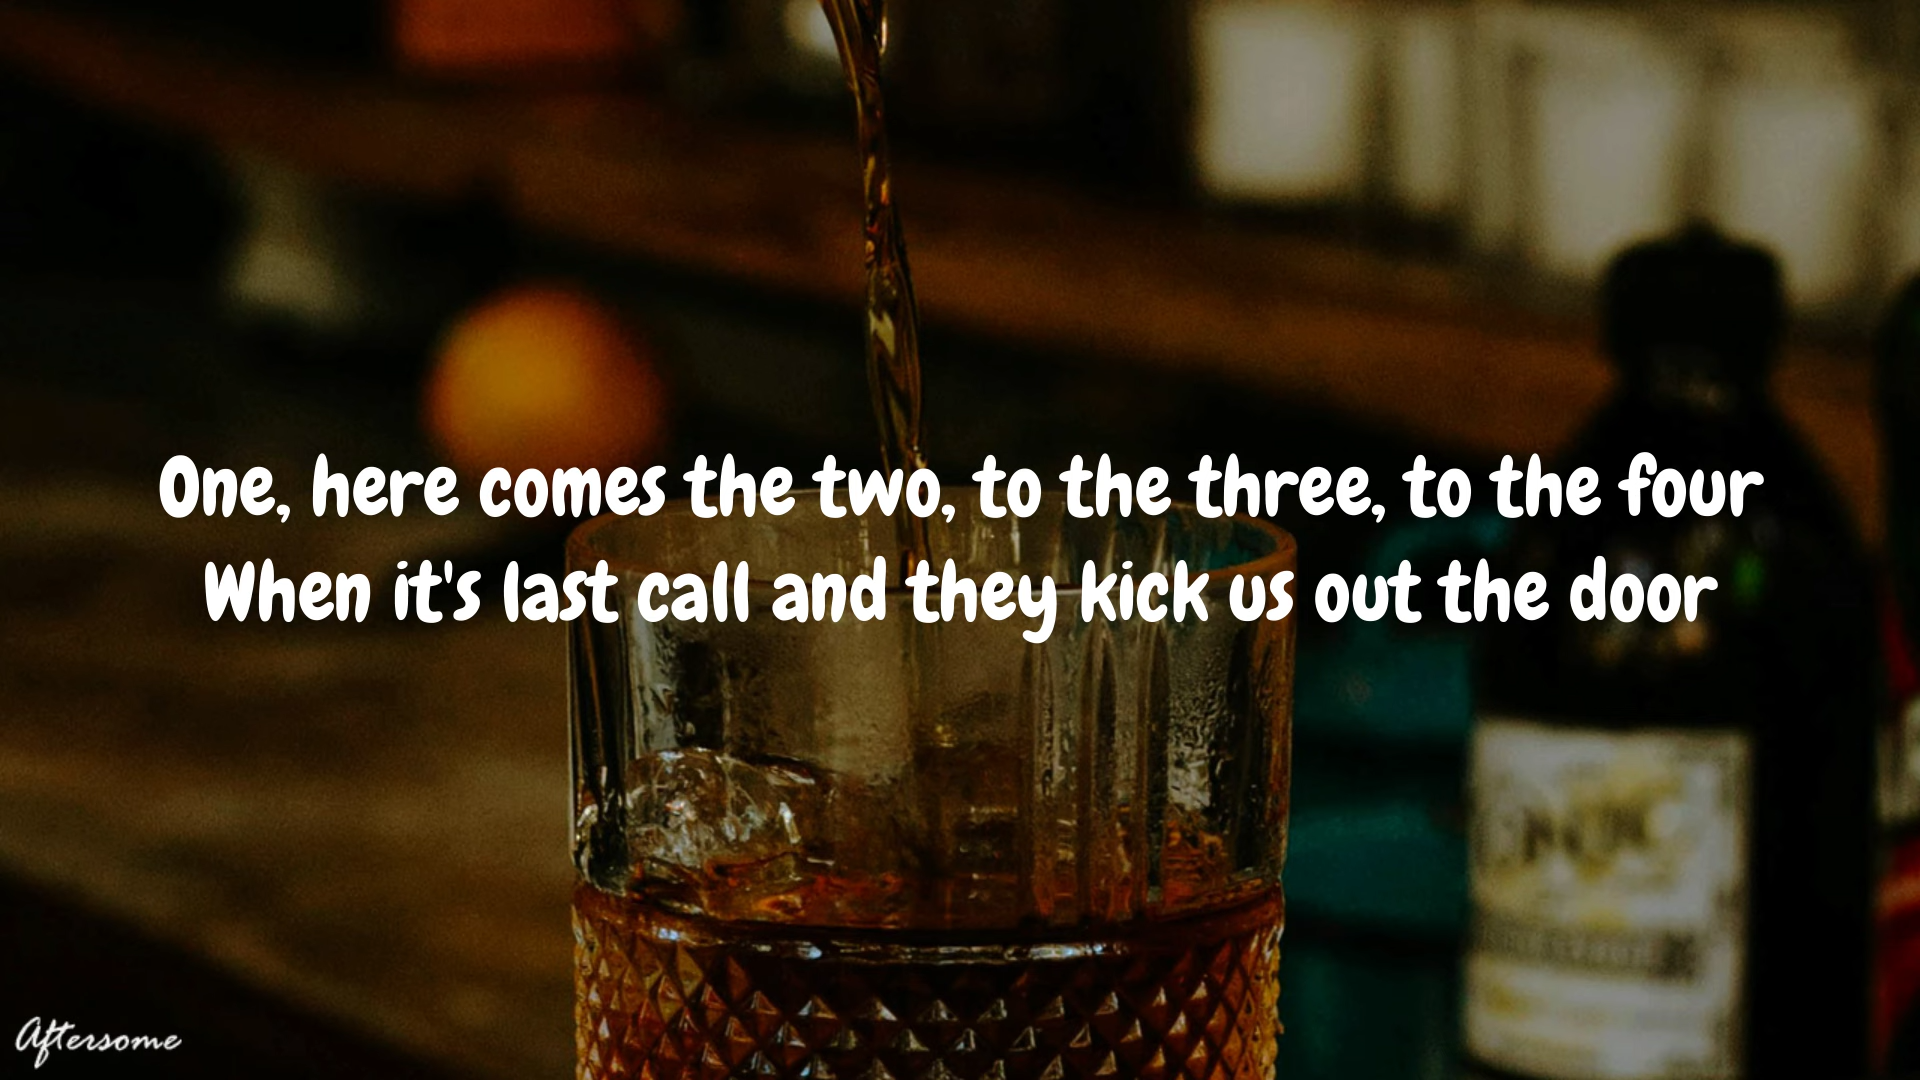 One, here comes the two, to the three, to the four
When it's last call and they kick us out the door
Aftersome